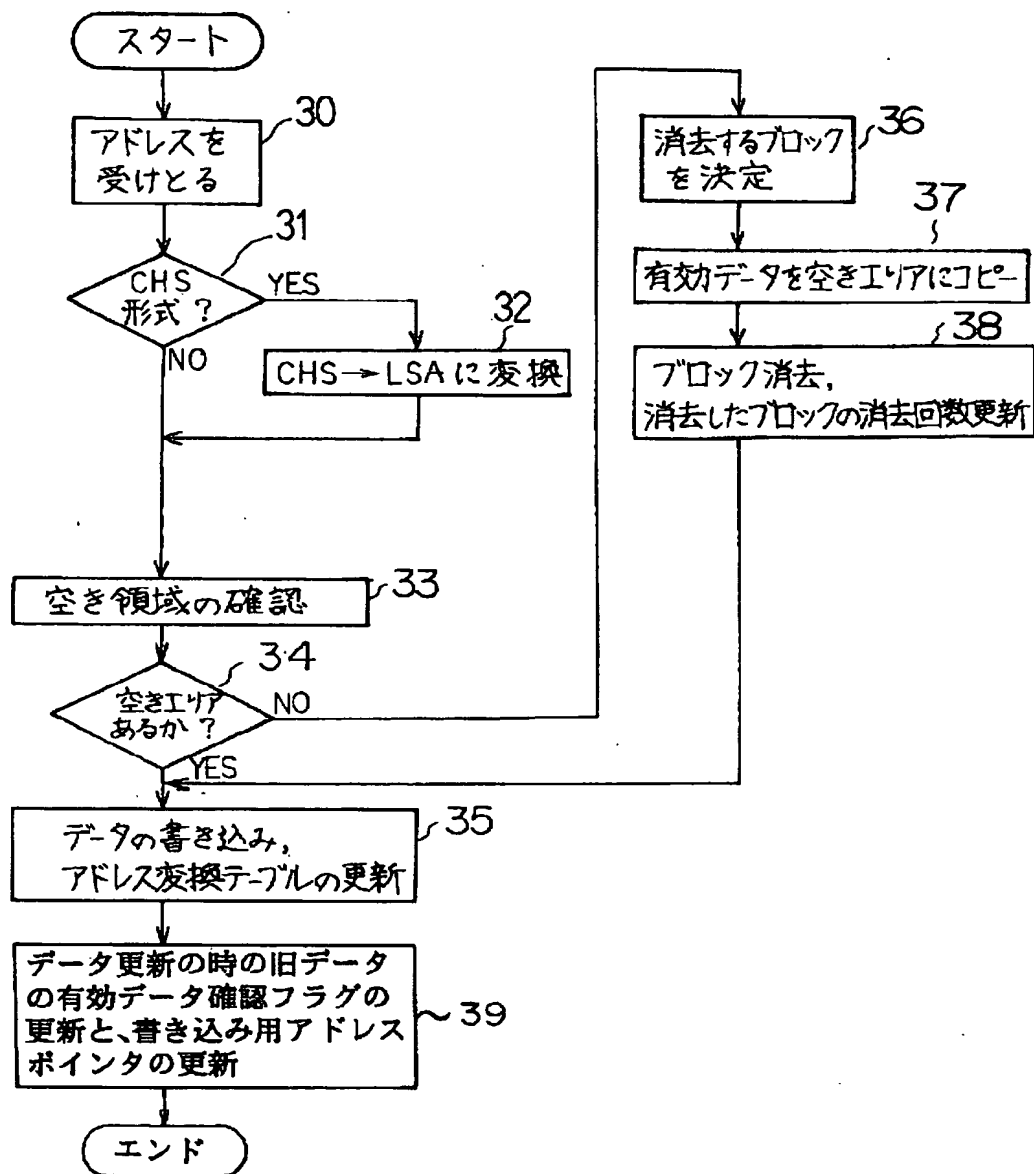 スタート
30
アドレスを
受けとる
31
CHS
形式?
YES
NO
32
CHS→LSAに変換
33
空き領域の確認
34
空きエリア
あるか?
NO
YES
35
データの書き込み,
アドレス変換テーブルの更新
データ更新の時の旧データ
の有効データ確認フラグの
更新と、書き込み用アドレス
ポインタの更新
39
エンド
36
消去するブロック
を決定
37
有効データを空きエリアにコピー
38
ブロック消去,
消去したブロックの消去回数更新